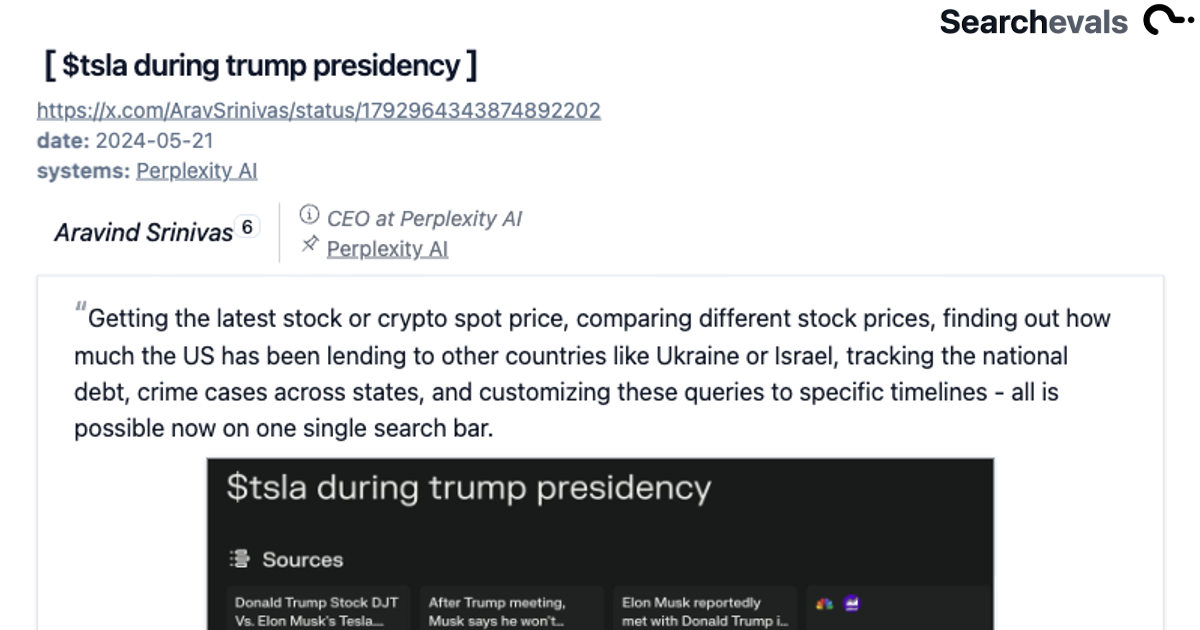 Searchevals
[ $tsla during trump presidency ]
https://x.com/AravSrinivas/status/1792964343874892202
date: 2024-05-21
systems: Perplexity AI
Aravind Srinivas 6
CEO at Perplexity AI
Perplexity AI
“Getting the latest stock or crypto spot price, comparing different stock prices, finding out how
much the US has been lending to other countries like Ukraine or Israel, tracking the national
debt, crime cases across states, and customizing these queries to specific timelines - all is
possible now on one single search bar.
$tsla during trump presidency
Sources
Donald Trump Stock DJT
Vs. Elon Musk's Tesla...
After Trump meeting,
Musk says he won't...
Elon Musk reportedly
met with Donald Trump i...